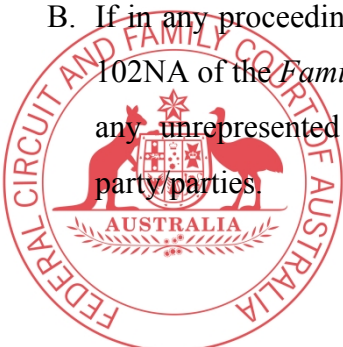 B. If in any proceedin
102NA of the Fami
any unrepresented
party/parties.
FEDERAL CIRCUIT AND FAMILY COURT OF AUSTRALIA
AUSTRALIA